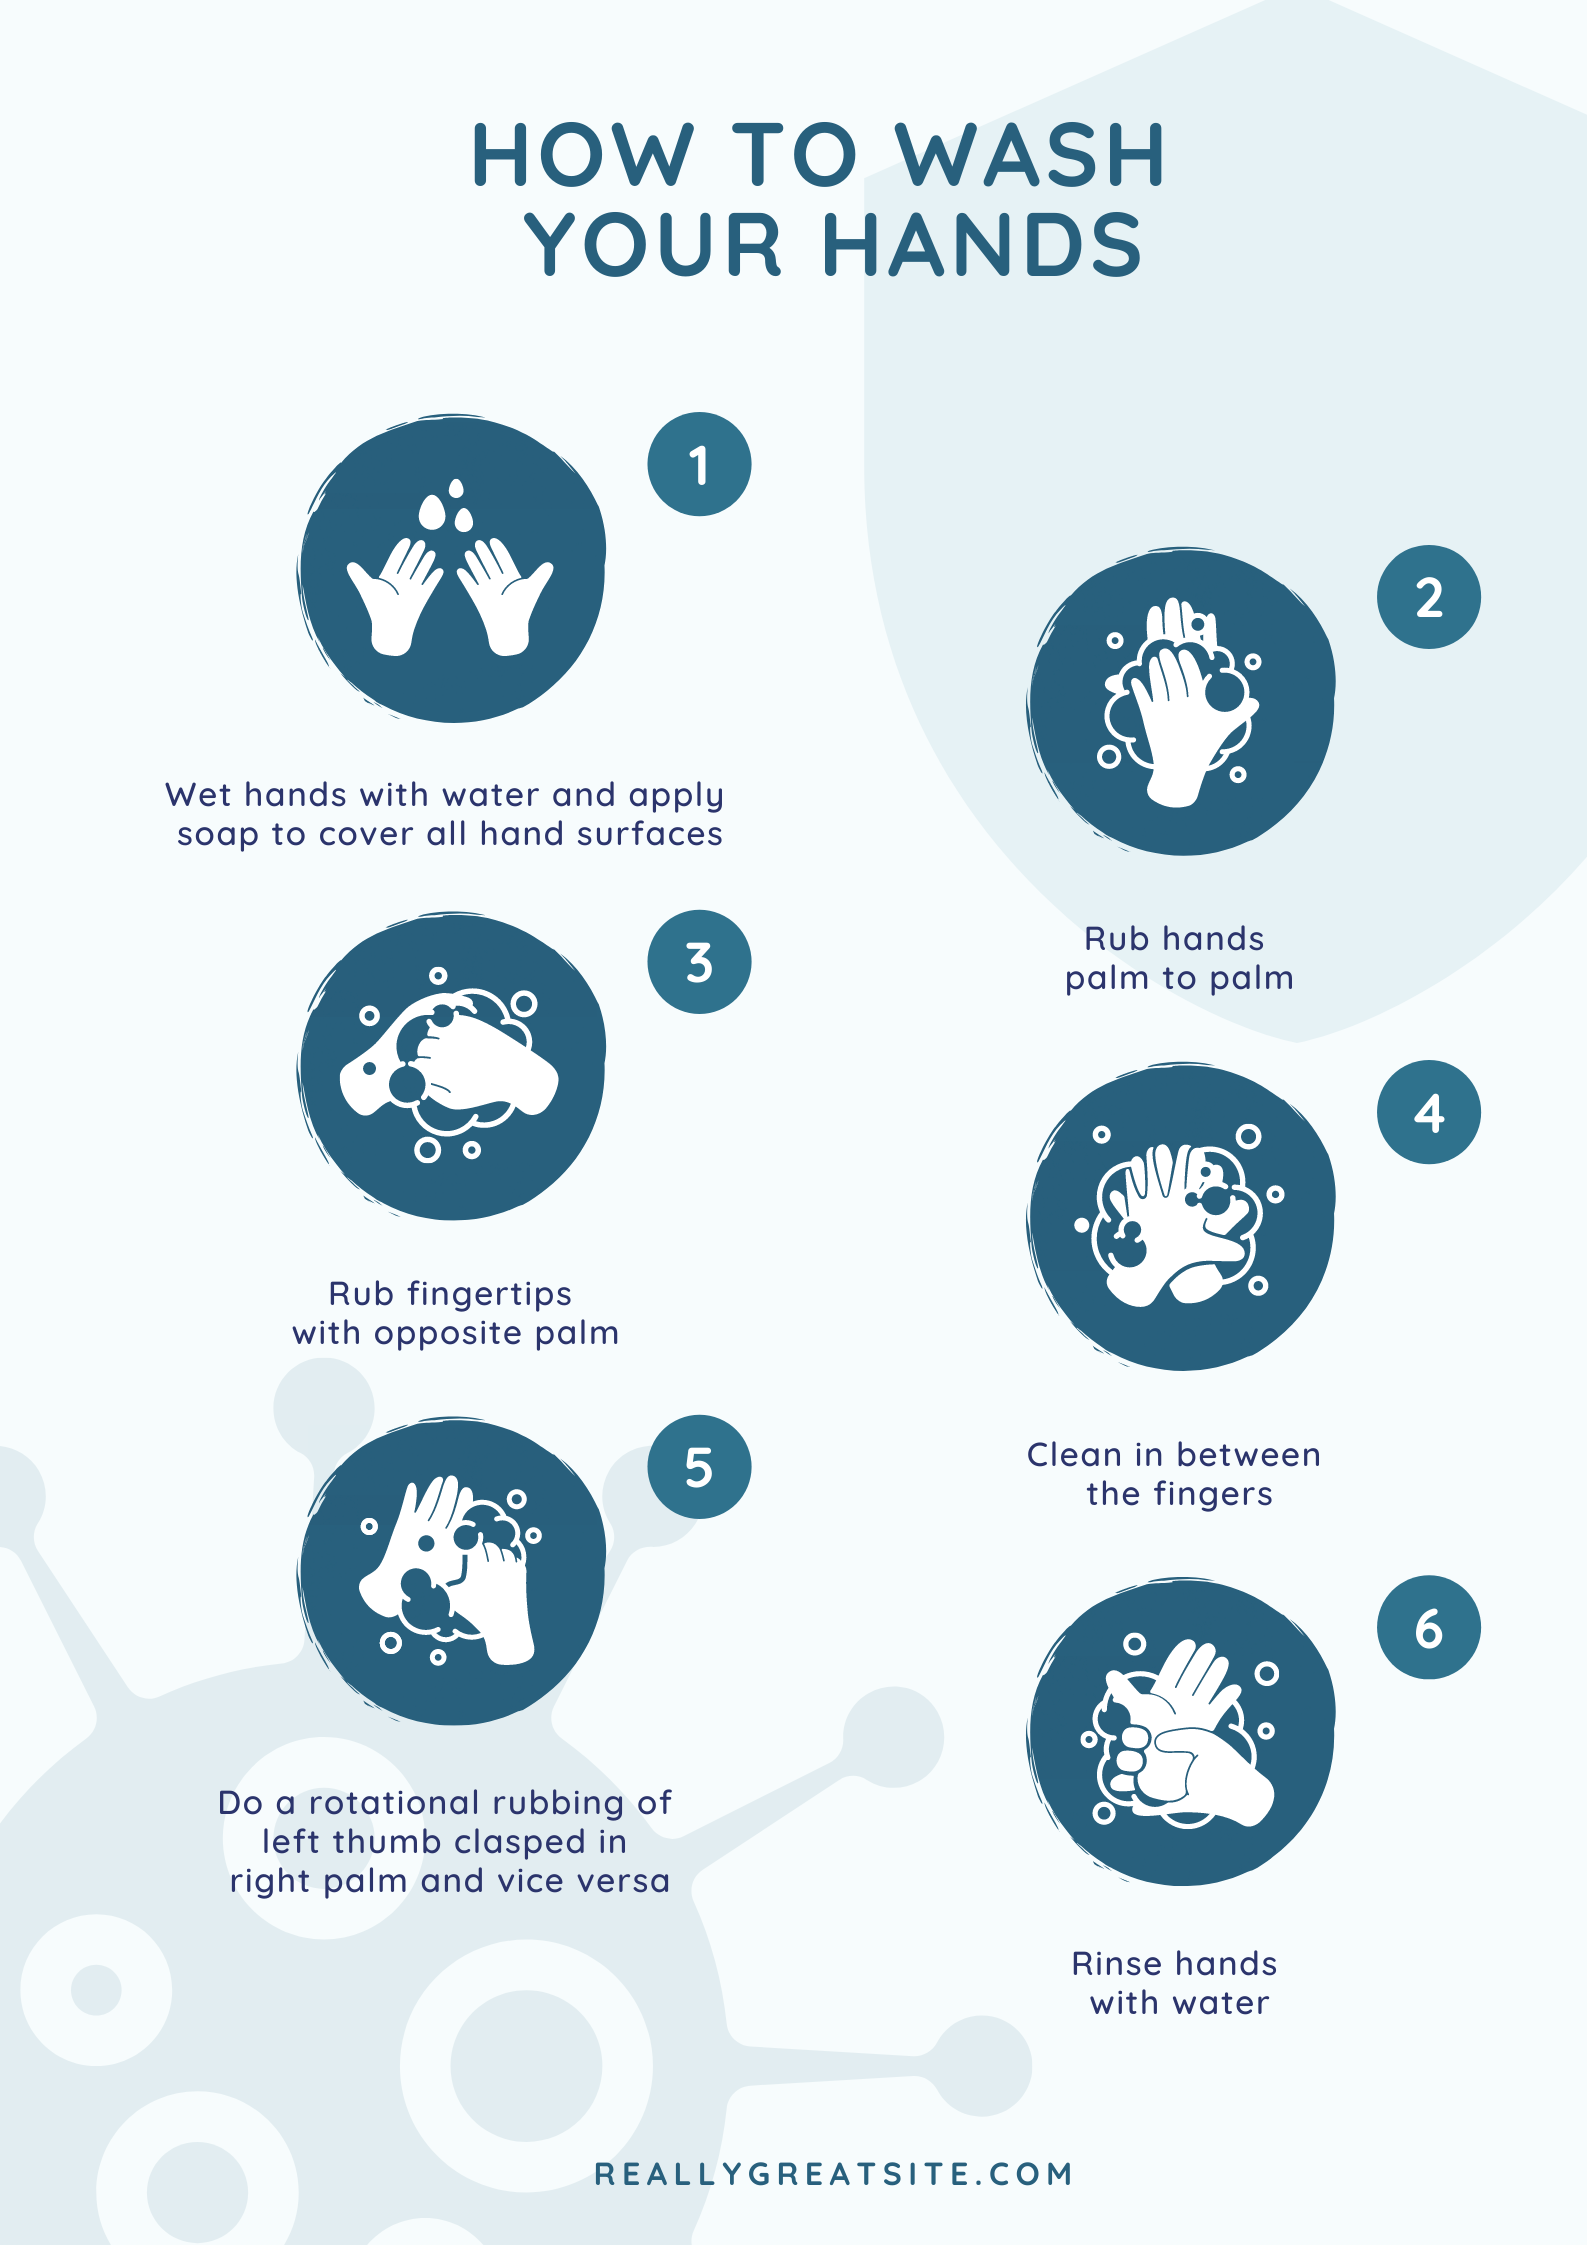 HOW TO WASH
YOUR HANDS
1
Wet hands with water and apply
soap to cover all hand surfaces
2
Rub hands
palm to palm
3
Rub fingertips
with opposite palm
4
Clean in between
the fingers
5
Do a rotational rubbing of
left thumb clasped in
right palm and vice versa
6
Rinse hands
with water
REALLYGREATSITE.COM